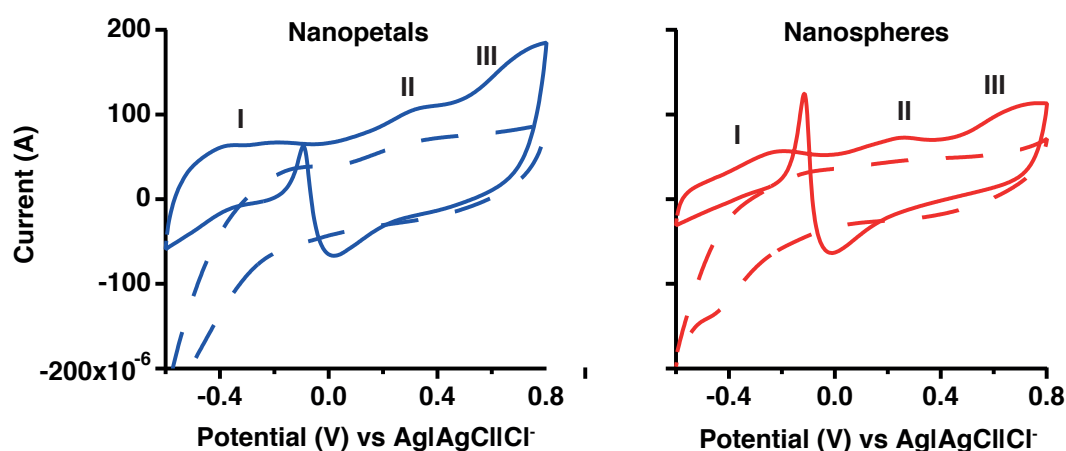 Nanopetals
Nanospheres
Current (A)
200
100
0
-100
-200x10-6
I
II
III
I
II
III
-0.4
0.0
0.4
0.8
-0.4
0.0
0.4
0.8
Potential (V) vs Ag|AgCl||Cl-
Potential (V) vs Ag|AgCl||Cl-